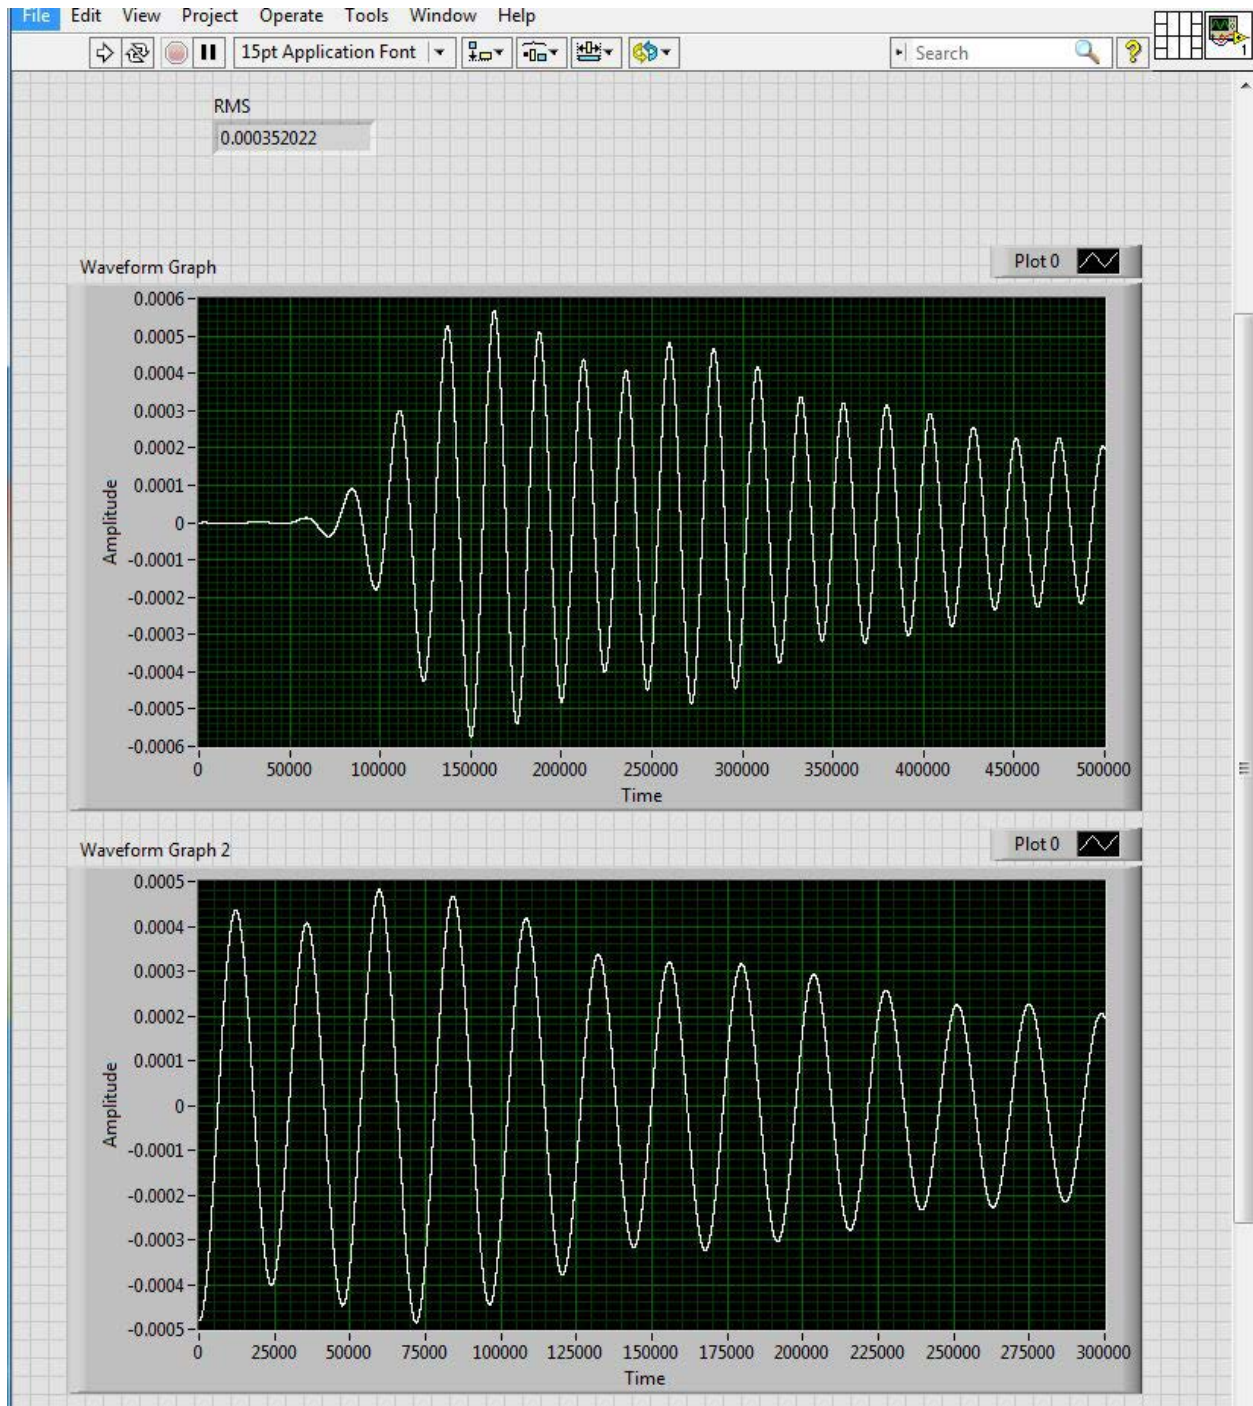 File Edit View Project Operate Tools Window Help
15pt Application Font
Search
?
1
RMS
0.000352022
Waveform Graph
Plot 0
0.0006
0.0005
0.0004
0.0003
0.0002
0.0001
0
-0.0001
-0.0002
-0.0003
-0.0004
-0.0005
-0.0006
Amplitude
0 50000 100000 150000 200000 250000 300000 350000 400000 450000 500000
Time
Waveform Graph 2
Plot 0
0.0005
0.0004
0.0003
0.0002
0.0001
0
-0.0001
-0.0002
-0.0003
-0.0004
-0.0005
Amplitude
0 25000 50000 75000 100000 125000 150000 175000 200000 225000 250000 275000 300000
Time